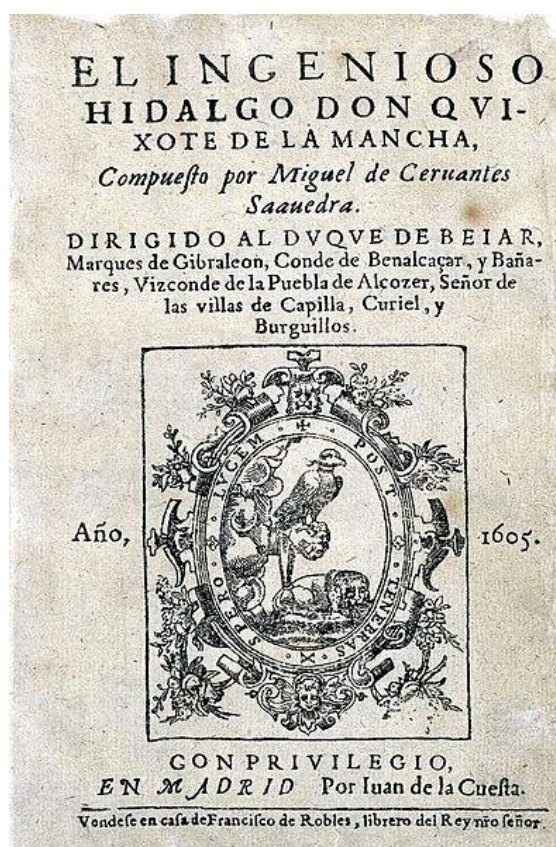 EL INGENIOSO
HIDALGO DON QVI-
XOTE DE LA MANCHA,
Compuesto por Miguel de Ceruantes
Saauedra.
DIRIGIDO AL DVQVE DE BEIAR,
Marques de Gibraleon, Conde de Benalcaçar, y Baña-
res, Vizconde de la Puebla de Alcozer, Señor de
las villas de Capilla, Curiel, y
Burguillos.
SPERO LVCEM POST TENEBRAS
Año, 1605.
CON PRIVILEGIO,
EN MADRID Por Iuan de la Cuesta.
Vendese en casa de Francisco de Robles, librero del Rey nro señor.